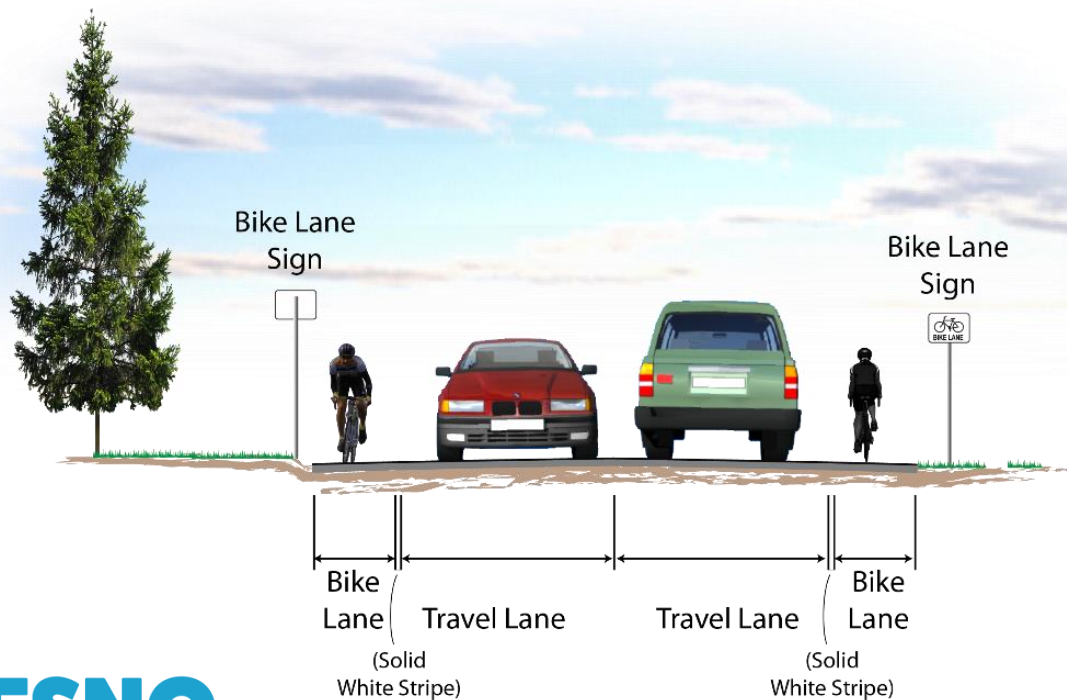 Bike Lane
Sign
Bike Lane
Sign
BIKE LANE
Bike
Lane
Travel Lane
Travel Lane
Bike
Lane
(Solid
White Stripe)
(Solid
White Stripe)